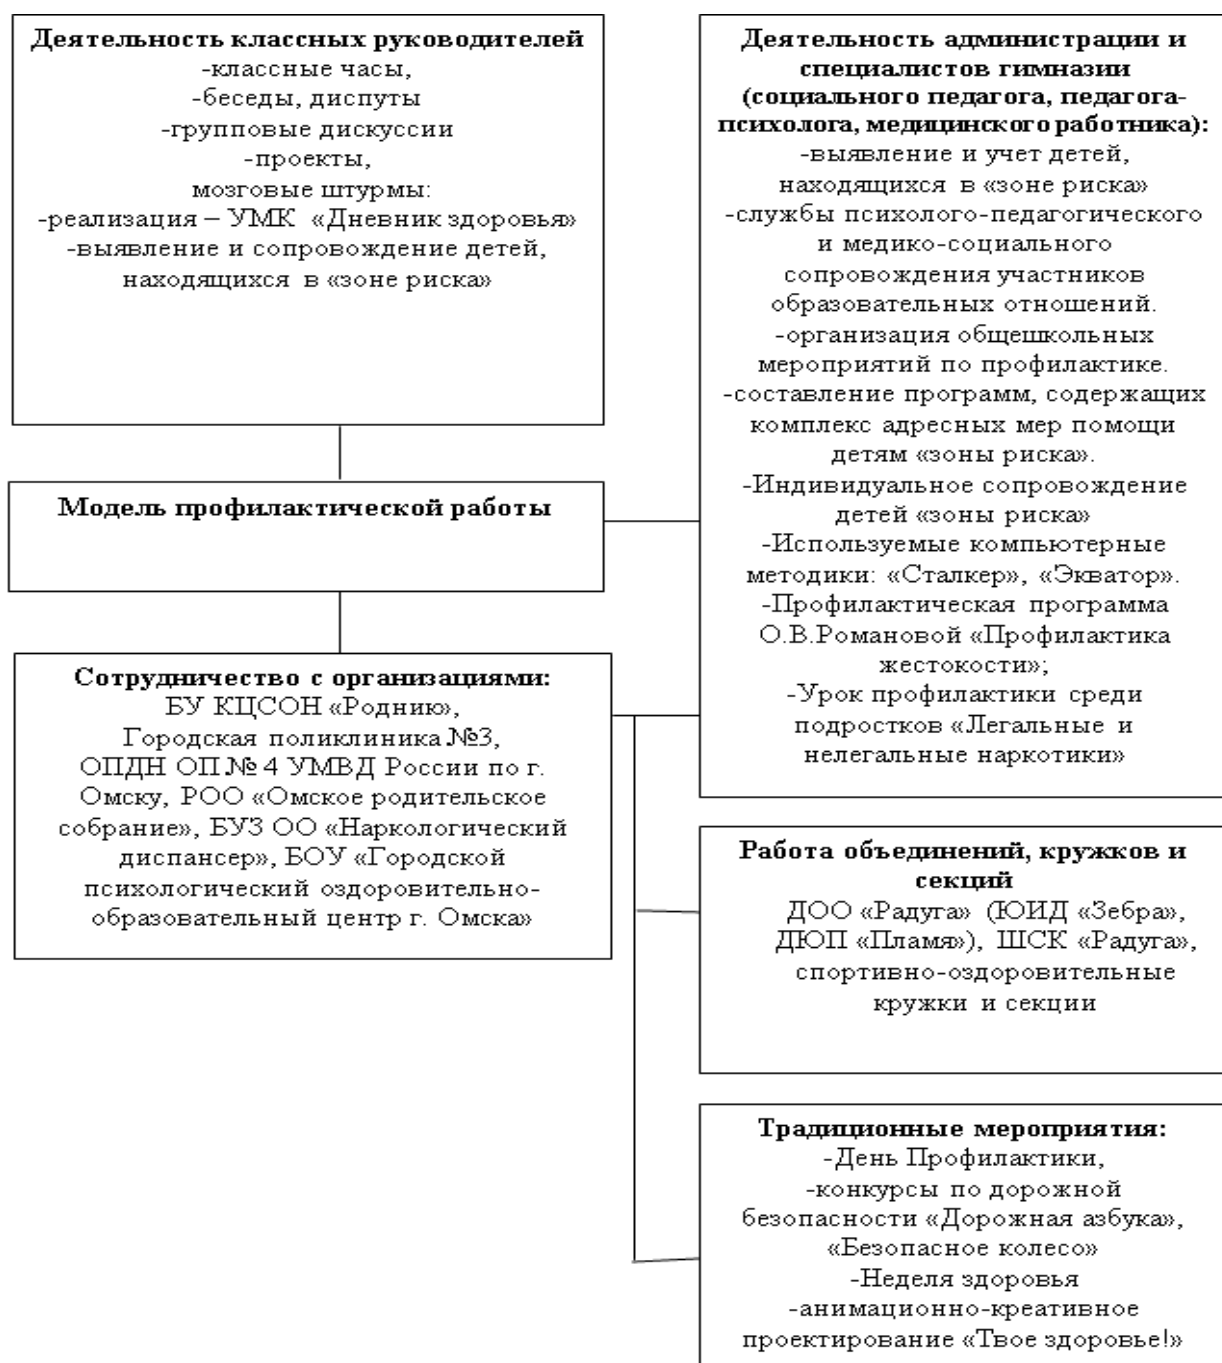 Деятельность классных руководителей
-классные часы,
-беседы, диспуты
-групповые дискуссии
-проекты,
мозговые штурмы:
-реализация – УМК «Дневник здоровья»
-выявление и сопровождение детей,
находящихся в «зоне риска»
Модель профилактической работы
Сотрудничество с организациями:
БУ КЦСОН «Роднию»,
Городская поликлиника №3,
ОПДН ОП № 4 УМВД России по г.
Омску, РОО «Омское родительское
собрание», БУЗ ОО «Наркологический
диспансер», БОУ «Городской
психологический оздоровительно-
образовательный центр г. Омска»
Деятельность администрации и
специалистов гимназии
(социального педагога, педагога-
психолога, медицинского работника):
-выявление и учет детей,
находящихся в «зоне риска»
-службы психолого-педагогического
и медико-социального
сопровождения участников
образовательных отношений.
-организация общешкольных
мероприятий по профилактике.
-составление программ, содержащих
комплекс адресных мер помощи
детям «зоны риска».
-Индивидуальное сопровождение
детей «зоны риска»
-Используемые компьютерные
методики: «Сталкер», «Экватор».
-Профилактическая программа
О.В.Романовой «Профилактика
жестокости»;
-Урок профилактики среди
подростков «Легальные и
нелегальные наркотики»
Работа объединений, кружков и
секций
ДОО «Радуга» (ЮИД «Зебра»,
ДЮП «Пламя»), ШСК «Радуга»,
спортивно-оздоровительные
кружки и секции
Традиционные мероприятия:
-День Профилактики,
-конкурсы по дорожной
безопасности «Дорожная азбука»,
«Безопасное колесо»
-Неделя здоровья
-анимационно-креативное
проектирование «Твое здоровье!»